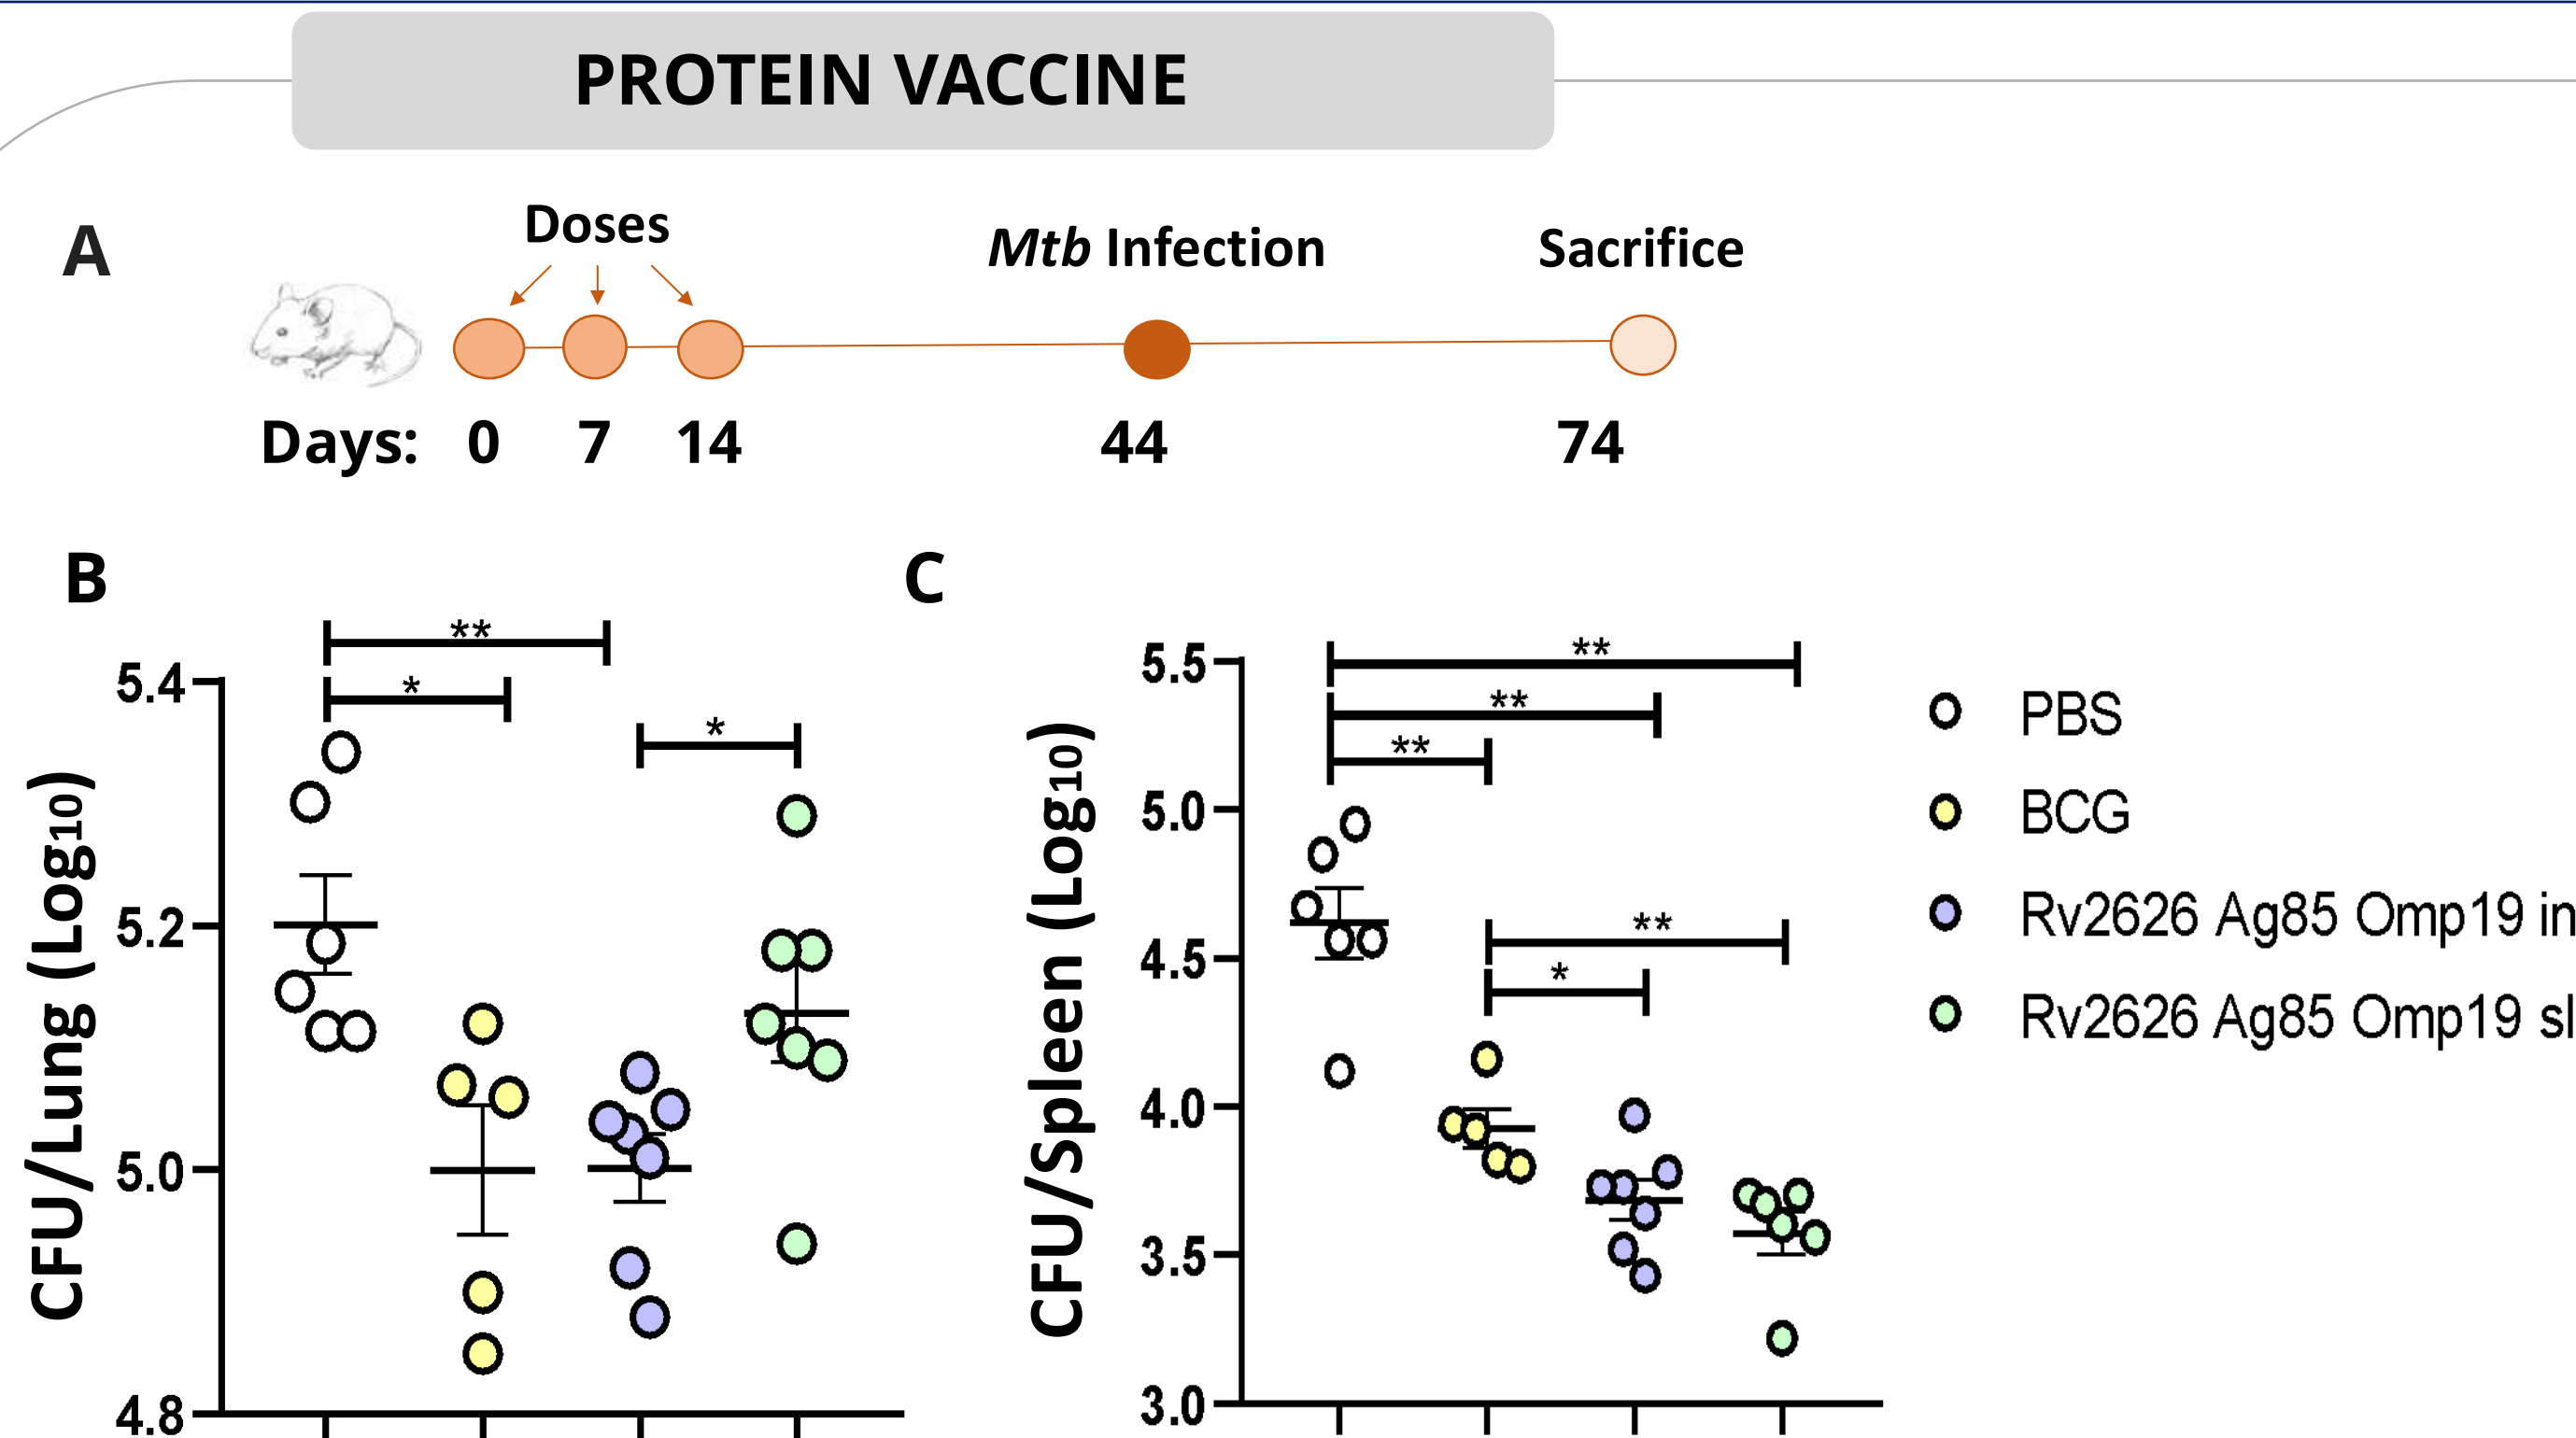 PROTEIN VACCINE
A
Doses
Mtb Infection
Sacrifice
Days: 0 7 14 44 74
B
C
**
*
*
5.4
5.2
5.0
4.8
CFU/Lung (Log10)
**
**
**
**
*
5.5
5.0
4.5
4.0
3.5
3.0
CFU/Spleen (Log10)
PBS
BCG
Rv2626 Ag85 Omp19 in
Rv2626 Ag85 Omp19 sl